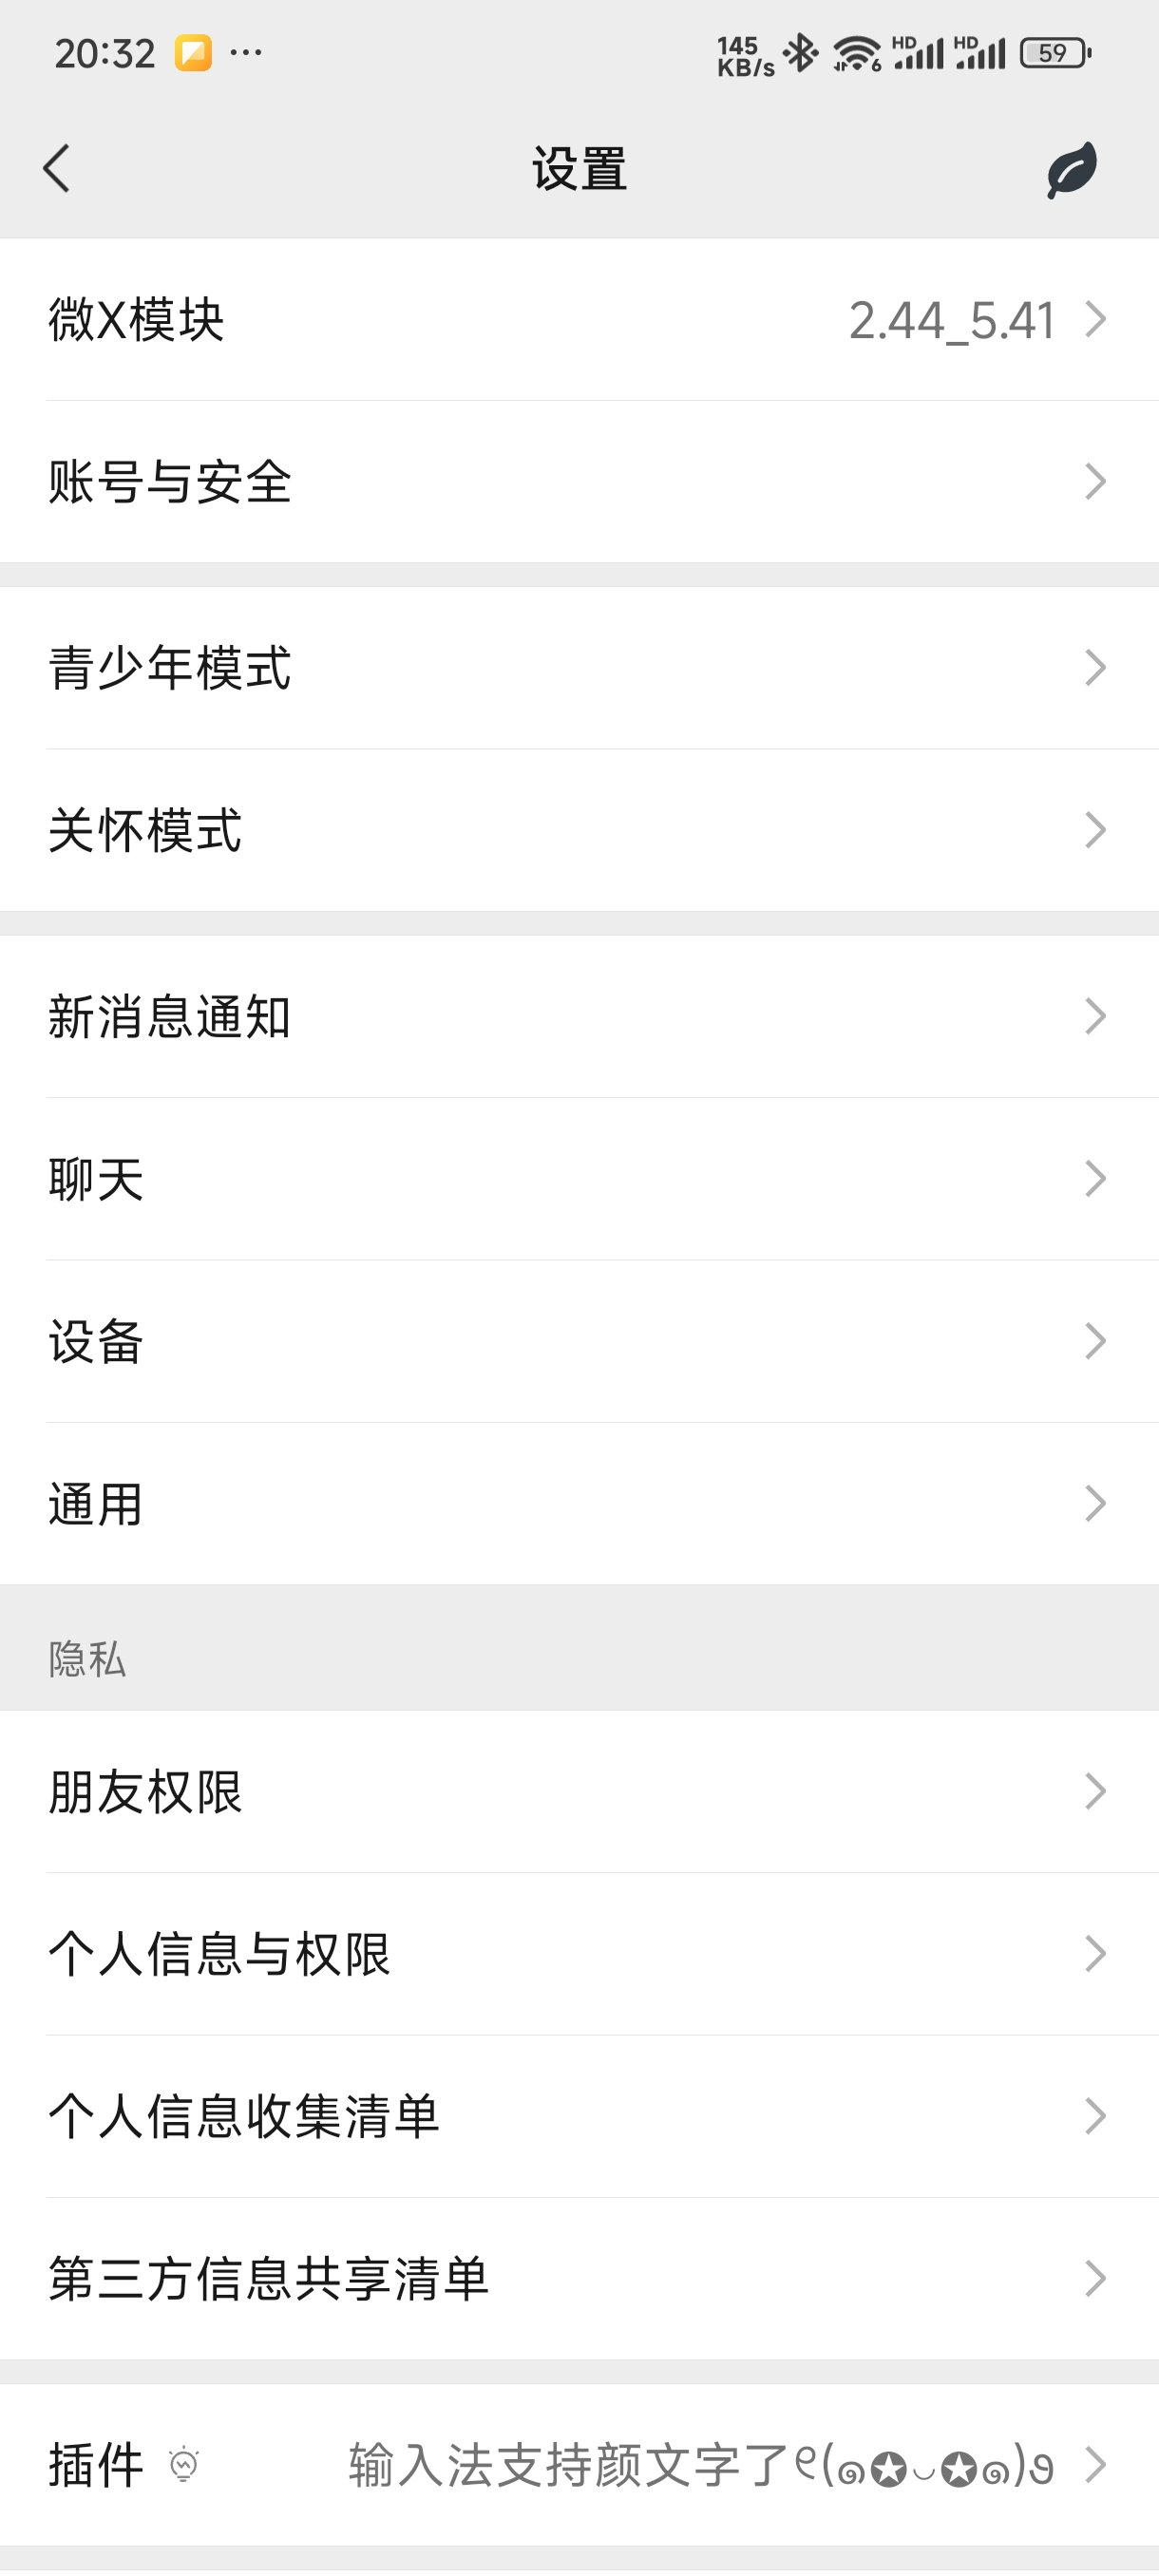 20:32 ... 145 KB/s 6 HD HD 59
设置
微X模块 2.44_5.41
账号与安全
青少年模式
关怀模式
新消息通知
聊天
设备
通用
隐私
朋友权限
个人信息与权限
个人信息收集清单
第三方信息共享清单
插件 输入法支持颜文字了୧(๑✪◡✪๑)૭